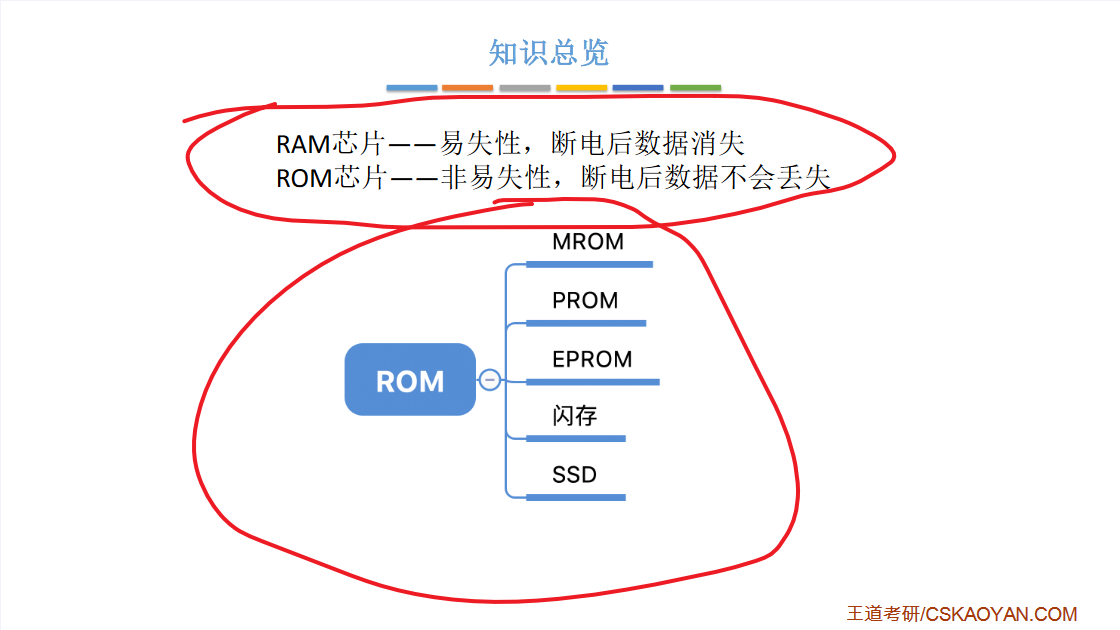 知识总览
RAM芯片——易失性，断电后数据消失
ROM芯片——非易失性，断电后数据不会丢失
MROM
PROM
EPROM
ROM
闪存
SSD
王道考研/CSKAOYAN.COM